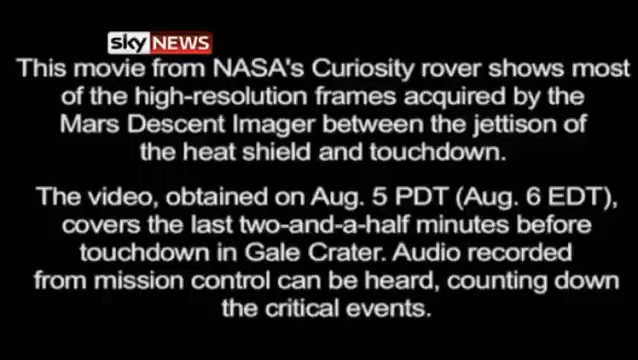 sky NEWS
This movie from NASA's Curiosity rover shows most
of the high-resolution frames acquired by the
Mars Descent Imager between the jettison of
the heat shield and touchdown.
The video, obtained on Aug. 5 PDT (Aug. 6 EDT),
covers the last two-and-a-half minutes before
touchdown in Gale Crater. Audio recorded
from mission control can be heard, counting down
the critical events.